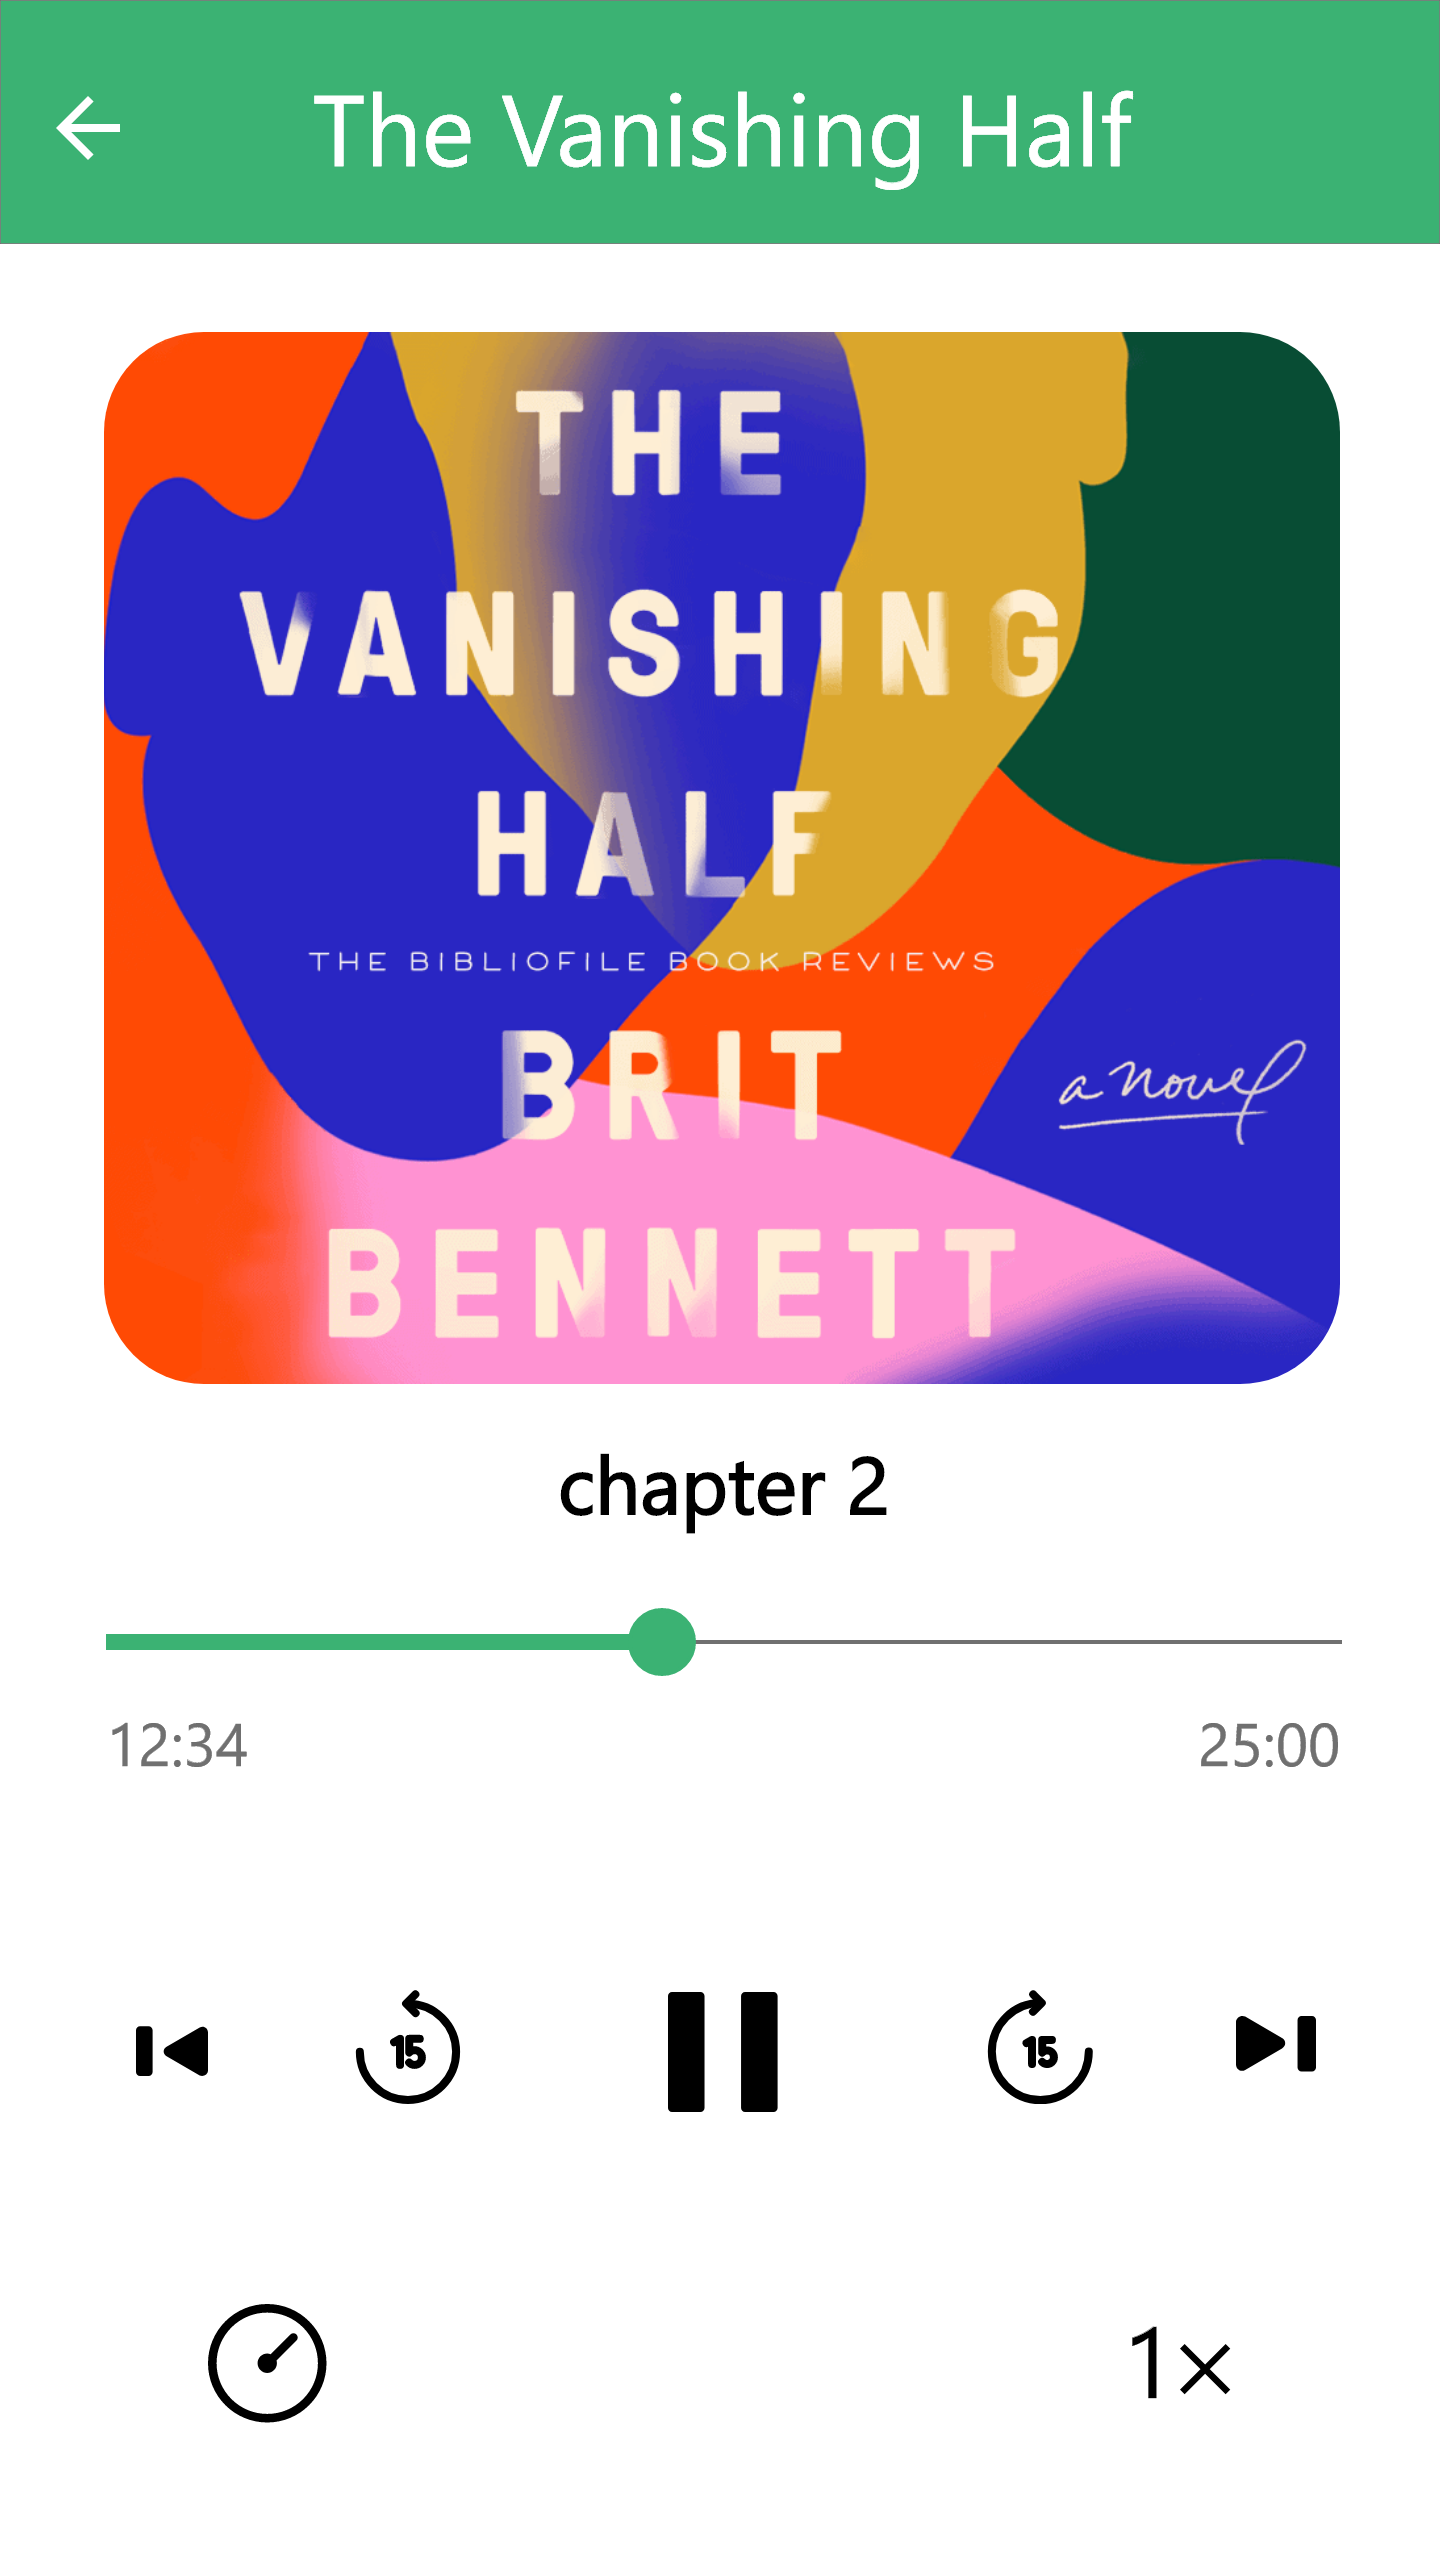 The Vanishing Half
THE
VANISHING
HALF
THE BIBLIOFILE BOOK REVIEWS
BRIT
a novel
BENNETT
chapter 2
12:34
25:00
15
15
1×